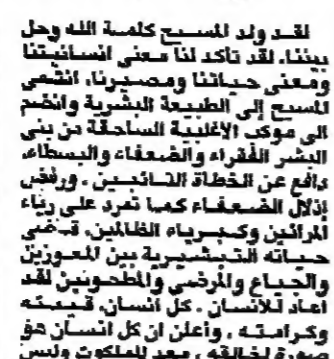 لقد ولد المسيح كلمة الله وحل
بيننا، لقد تأكد لنا معنى انسانيتنا
ومعنى حياتنا ومصيرنا، انتمى
المسيح إلى الطبيعة البشرية وانضم
الى موكب الأغلبية الساحقة من بني
البشر الفقراء والضعفاء والبسطاء،
دافع عن الخطاة التائبين . ورفض
اذلال الضعفاء كما تمرد على رياء
المرائين وكبرياء الظالمين، قضى
حياته التبشيرية بين المعوزين
والجياع والمرضى والمطحونين لقد
اعاد للانسان . كل انسان، قيمته
وكرامته . وأعلن ان كل انسان هو
صورة لخالقه ، معد للملكوت وليس